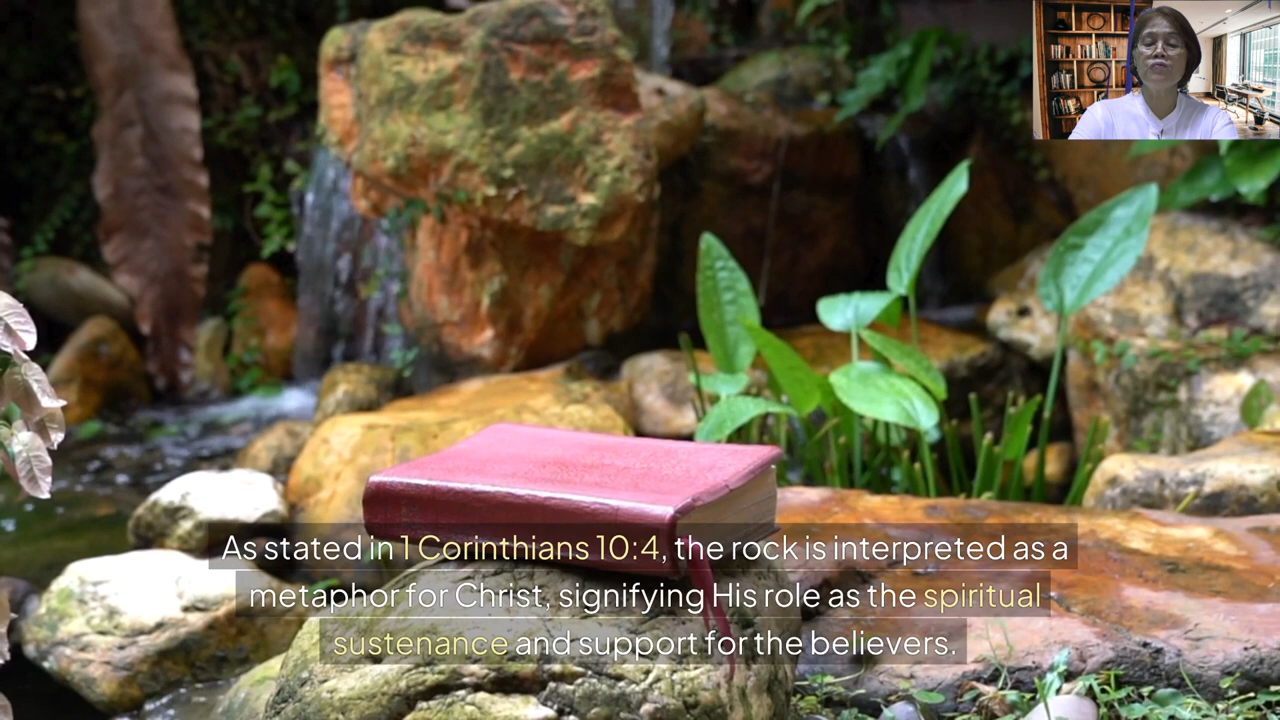 As stated in 1 Corinthians 10:4, the rock is interpreted as a
metaphor for Christ, signifying His role as the spiritual
sustenance and support for the believers.